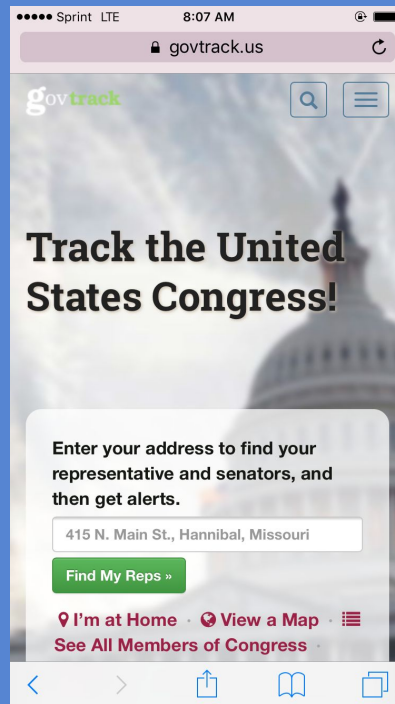 Sprint LTE 8:07 AM
govtrack.us
govtrack
Track the United
States Congress!
Enter your address to find your
representative and senators, and
then get alerts.
415 N. Main St., Hannibal, Missouri
Find My Reps »
I'm at Home · View a Map ·
See All Members of Congress ·